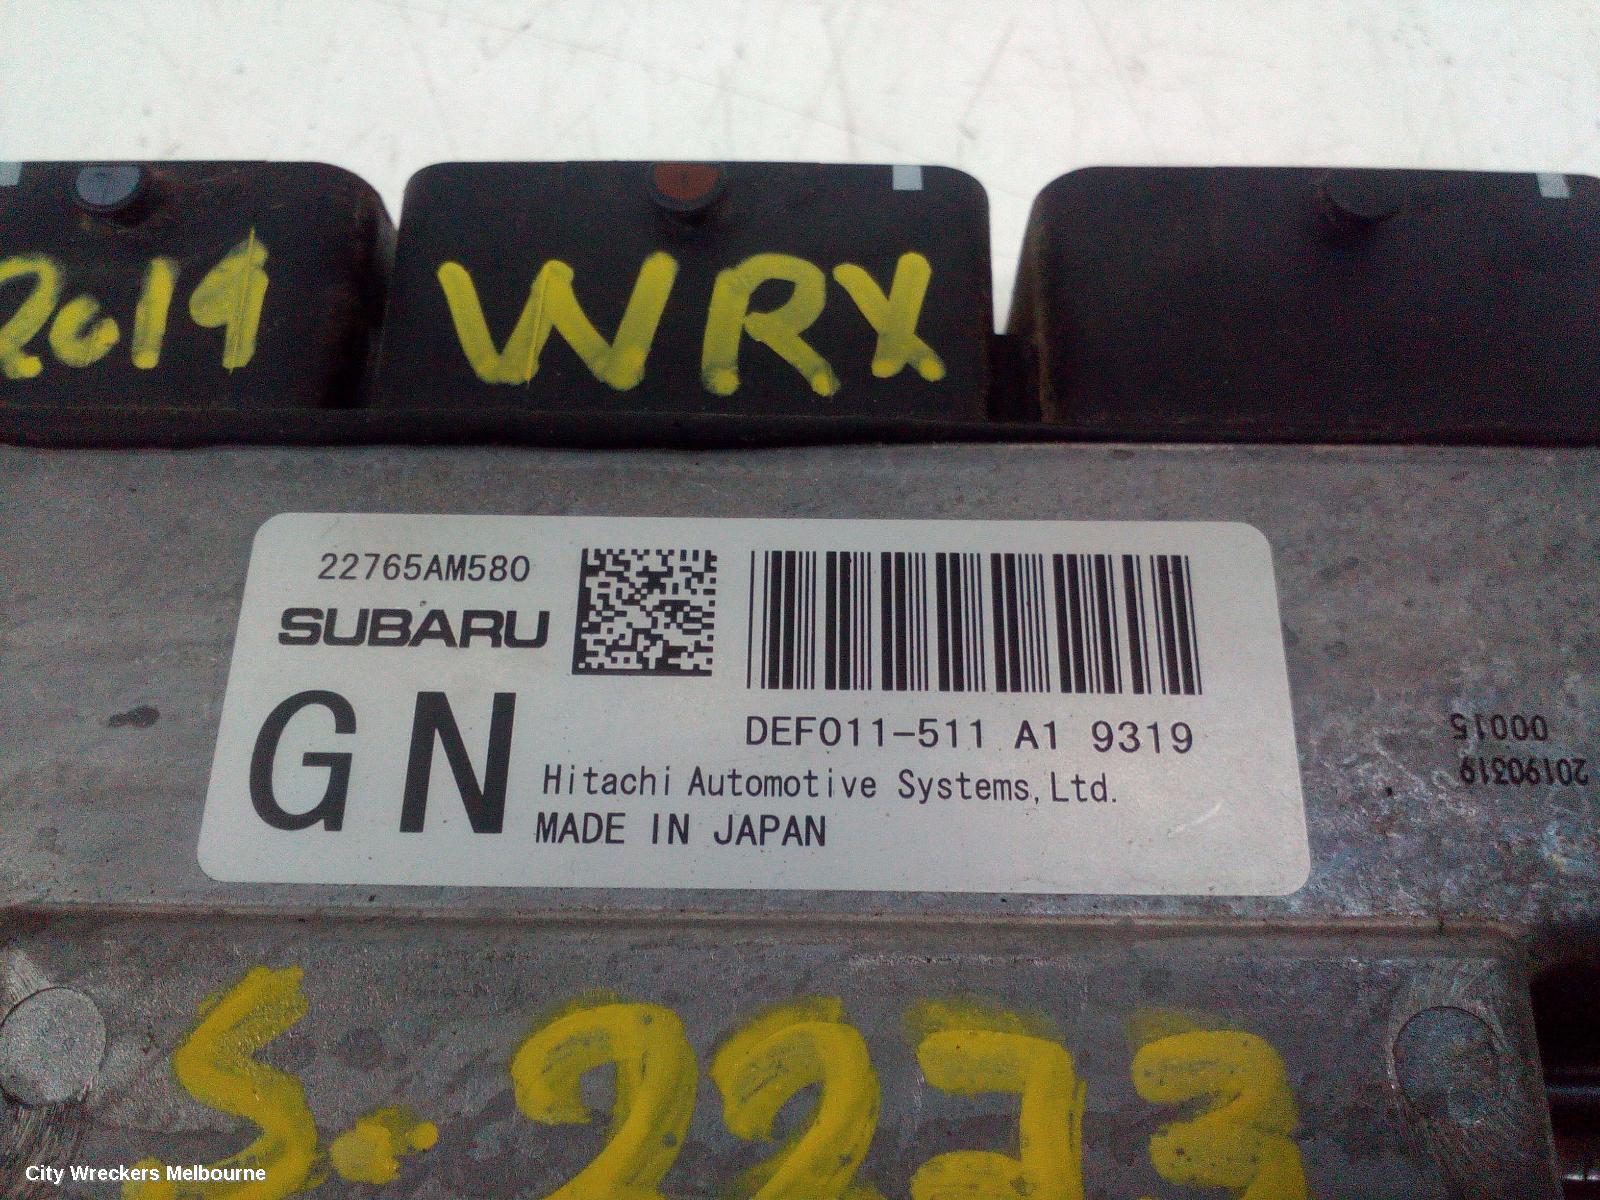 2019 WRX
22765AM580
SUBARU
GN
DEF011-511 A1 9319
Hitachi Automotive Systems,Ltd.
MADE IN JAPAN
00015
20190319
S.2273
City Wreckers Melbourne